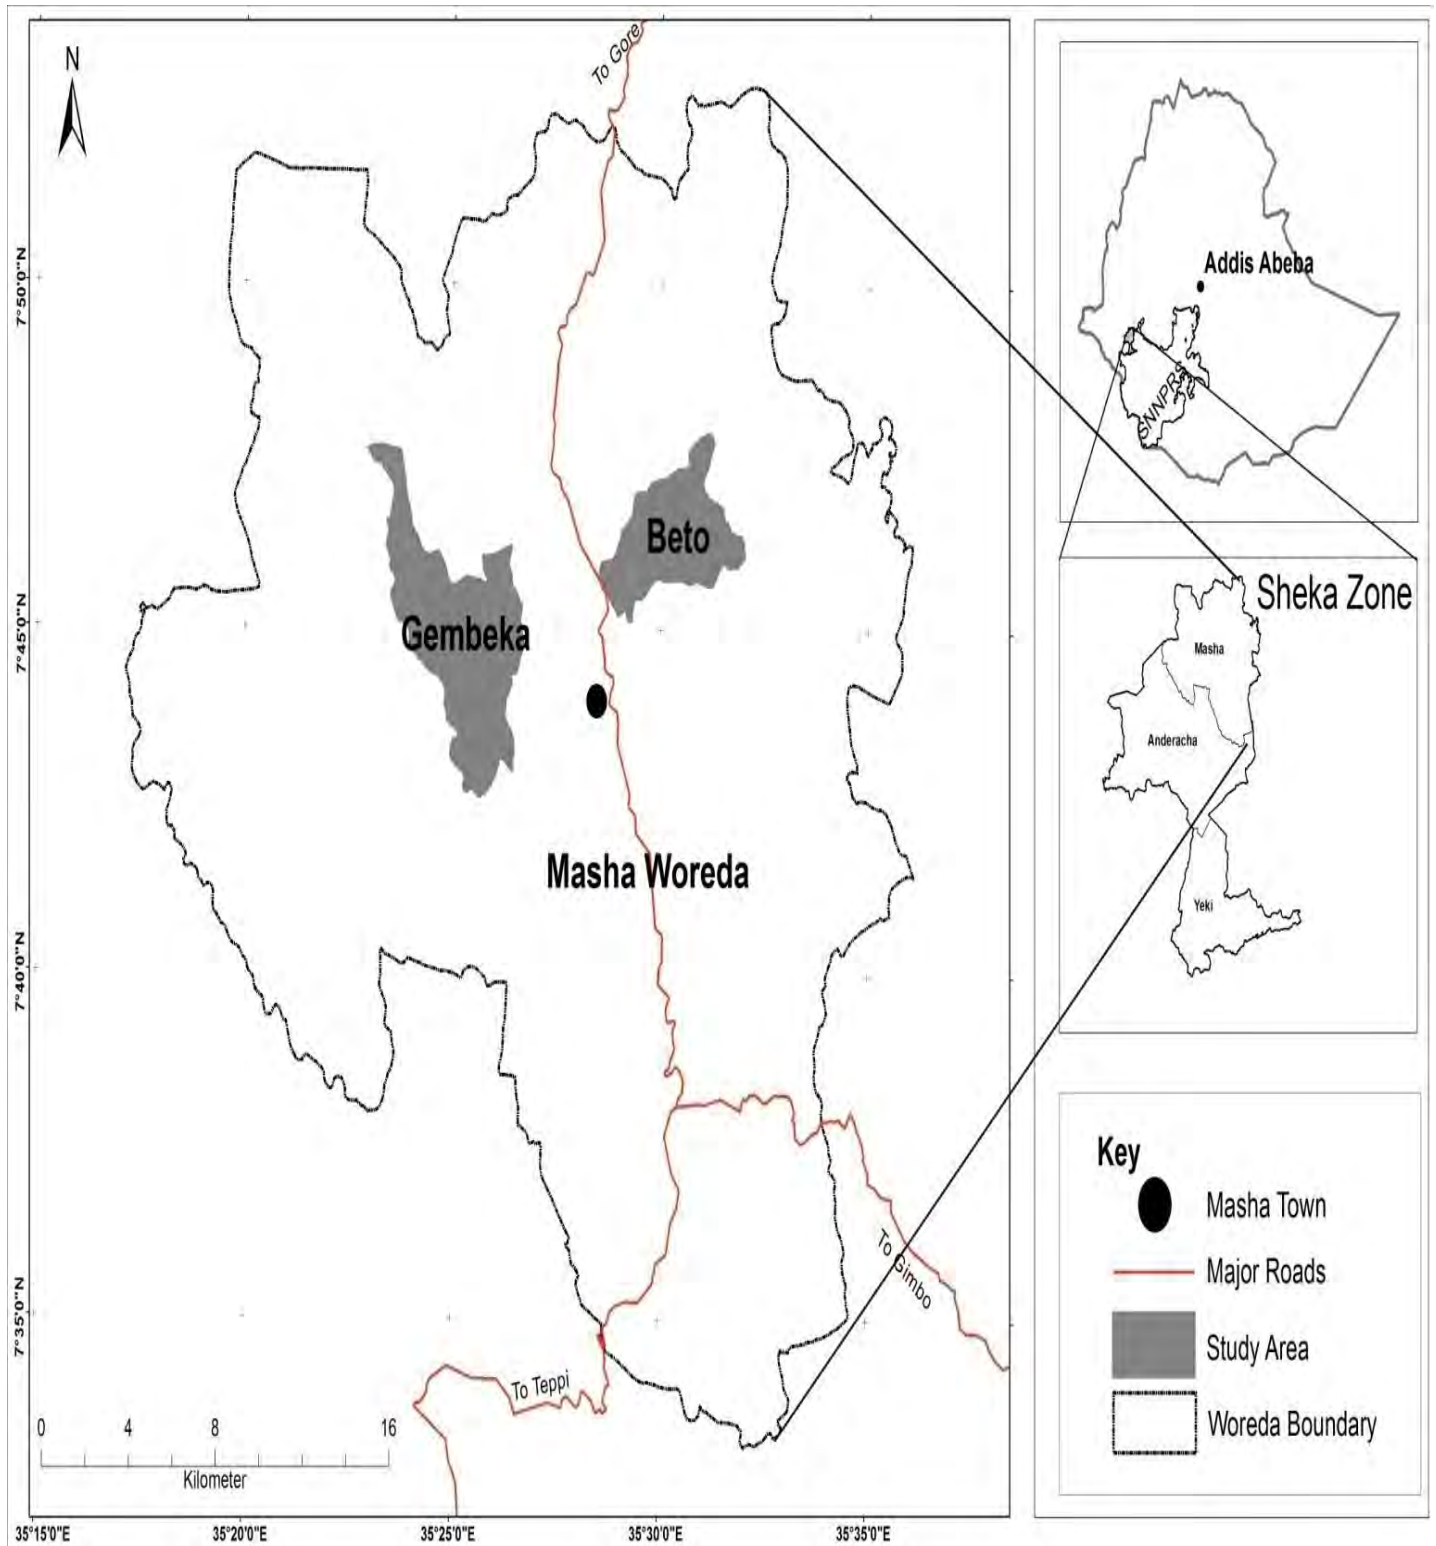 N
To Gore
7°50'0"N
7°45'0"N
7°40'0"N
7°35'0"N
Beto
Gembeka
Masha Woreda
To Gimbo
To Teppi
0 4 8 16
Kilometer
35°15'0"E 35°20'0"E 35°25'0"E 35°30'0"E 35°35'0"E
Addis Abeba
SNNPRS
Sheka Zone
Masha
Anderacha
Yeki
Key
Masha Town
Major Roads
Study Area
Woreda Boundary